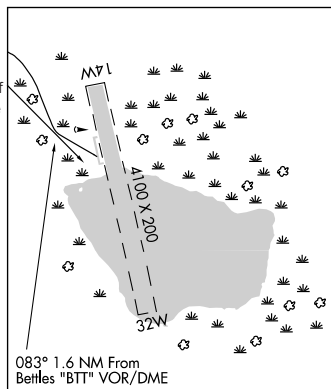 14W
4100 X 200
32W
083° 1.6 NM From
Bettles "BTT" VOR/DME